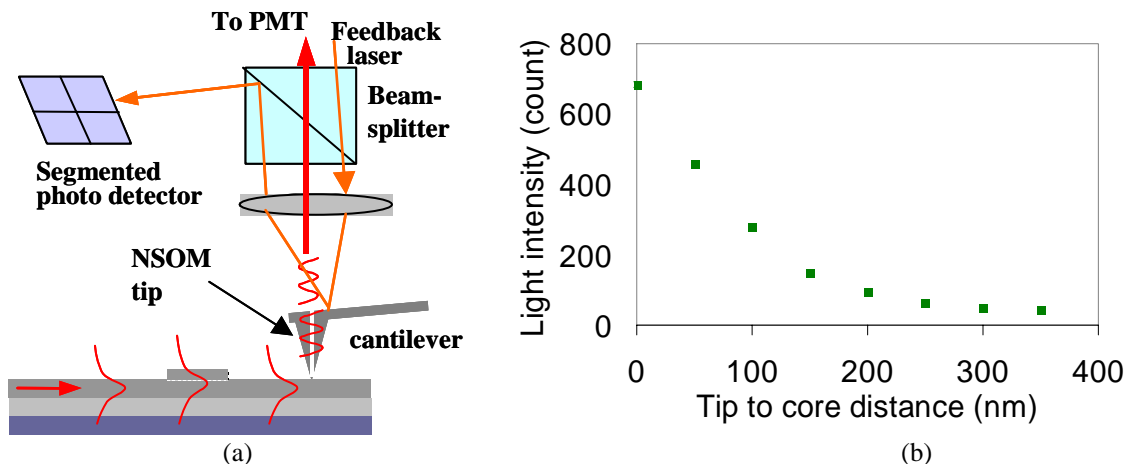 To PMT
Feedback
laser
Beam-
splitter
Segmented
photo detector
NSOM
tip
cantilever
(a)
Light intensity (count)
800
600
400
200
0
0 100 200 300 400
Tip to core distance (nm)
(b)